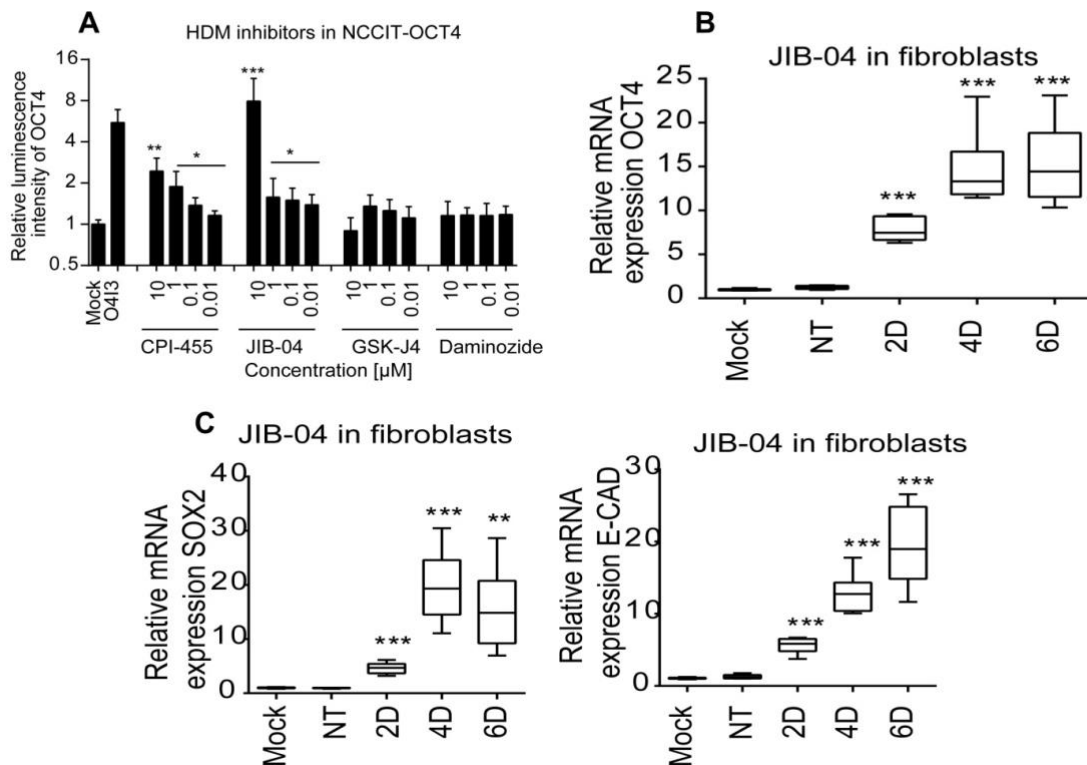 A
HDM inhibitors in NCCIT-OCT4
Relative luminescence
intensity of OCT4
16
8
4
2
1
0.5
***
**
*
*
Mock
O4I3
10
1
0.1
0.01
10
1
0.1
0.01
10
1
0.1
0.01
10
1
0.1
0.01
CPI-455
JIB-04
GSK-J4
Daminozide
Concentration [µM]
B
JIB-04 in fibroblasts
Relative mRNA
expression OCT4
25
20
15
10
5
0
***
***
***
Mock
NT
2D
4D
6D
C
JIB-04 in fibroblasts
Relative mRNA
expression SOX2
40
30
20
10
0
***
***
**
Mock
NT
2D
4D
6D
JIB-04 in fibroblasts
Relative mRNA
expression E-CAD
30
20
10
0
***
***
***
Mock
NT
2D
4D
6D